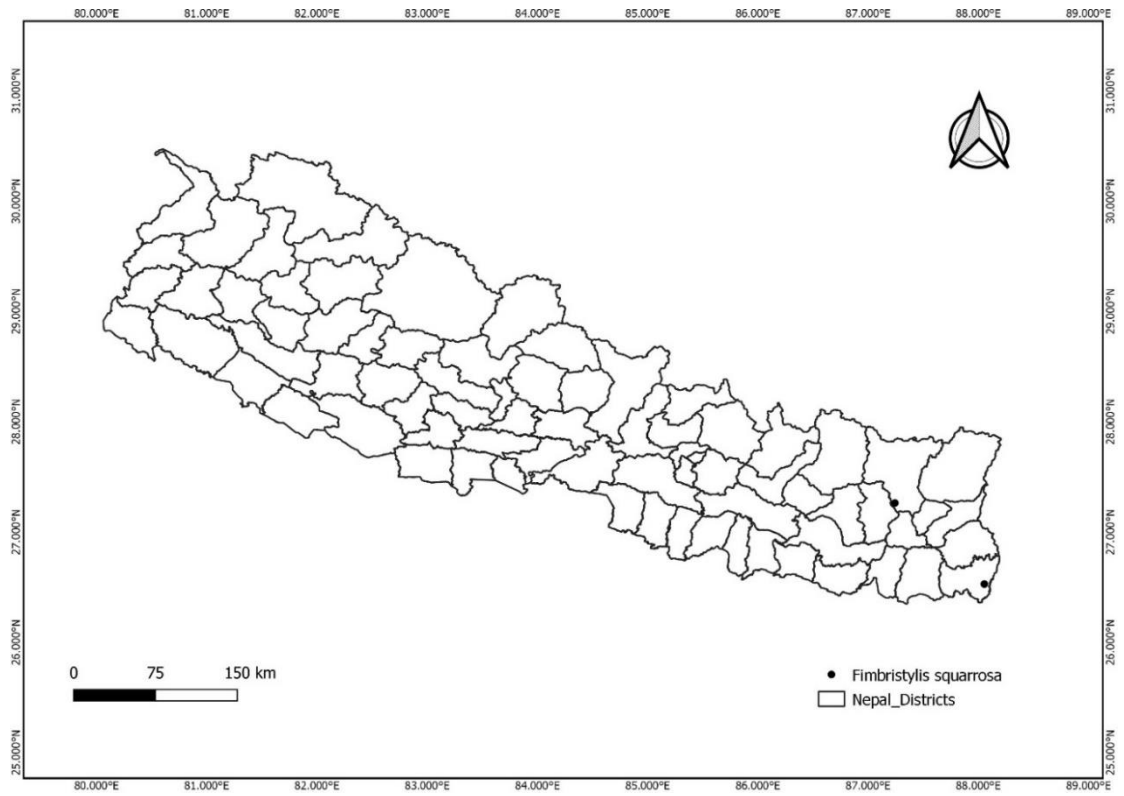 80.000°E 81.000°E 82.000°E 83.000°E 84.000°E 85.000°E 86.000°E 87.000°E 88.000°E 89.000°E
31.000°N 31.000°N
30.000°N 30.000°N
29.000°N 29.000°N
28.000°N 28.000°N
27.000°N 27.000°N
26.000°N 26.000°N
25.000°N 25.000°N
0 75 150 km
Fimbristylis squarrosa
Nepal_Districts
80.000°E 81.000°E 82.000°E 83.000°E 84.000°E 85.000°E 86.000°E 87.000°E 88.000°E 89.000°E